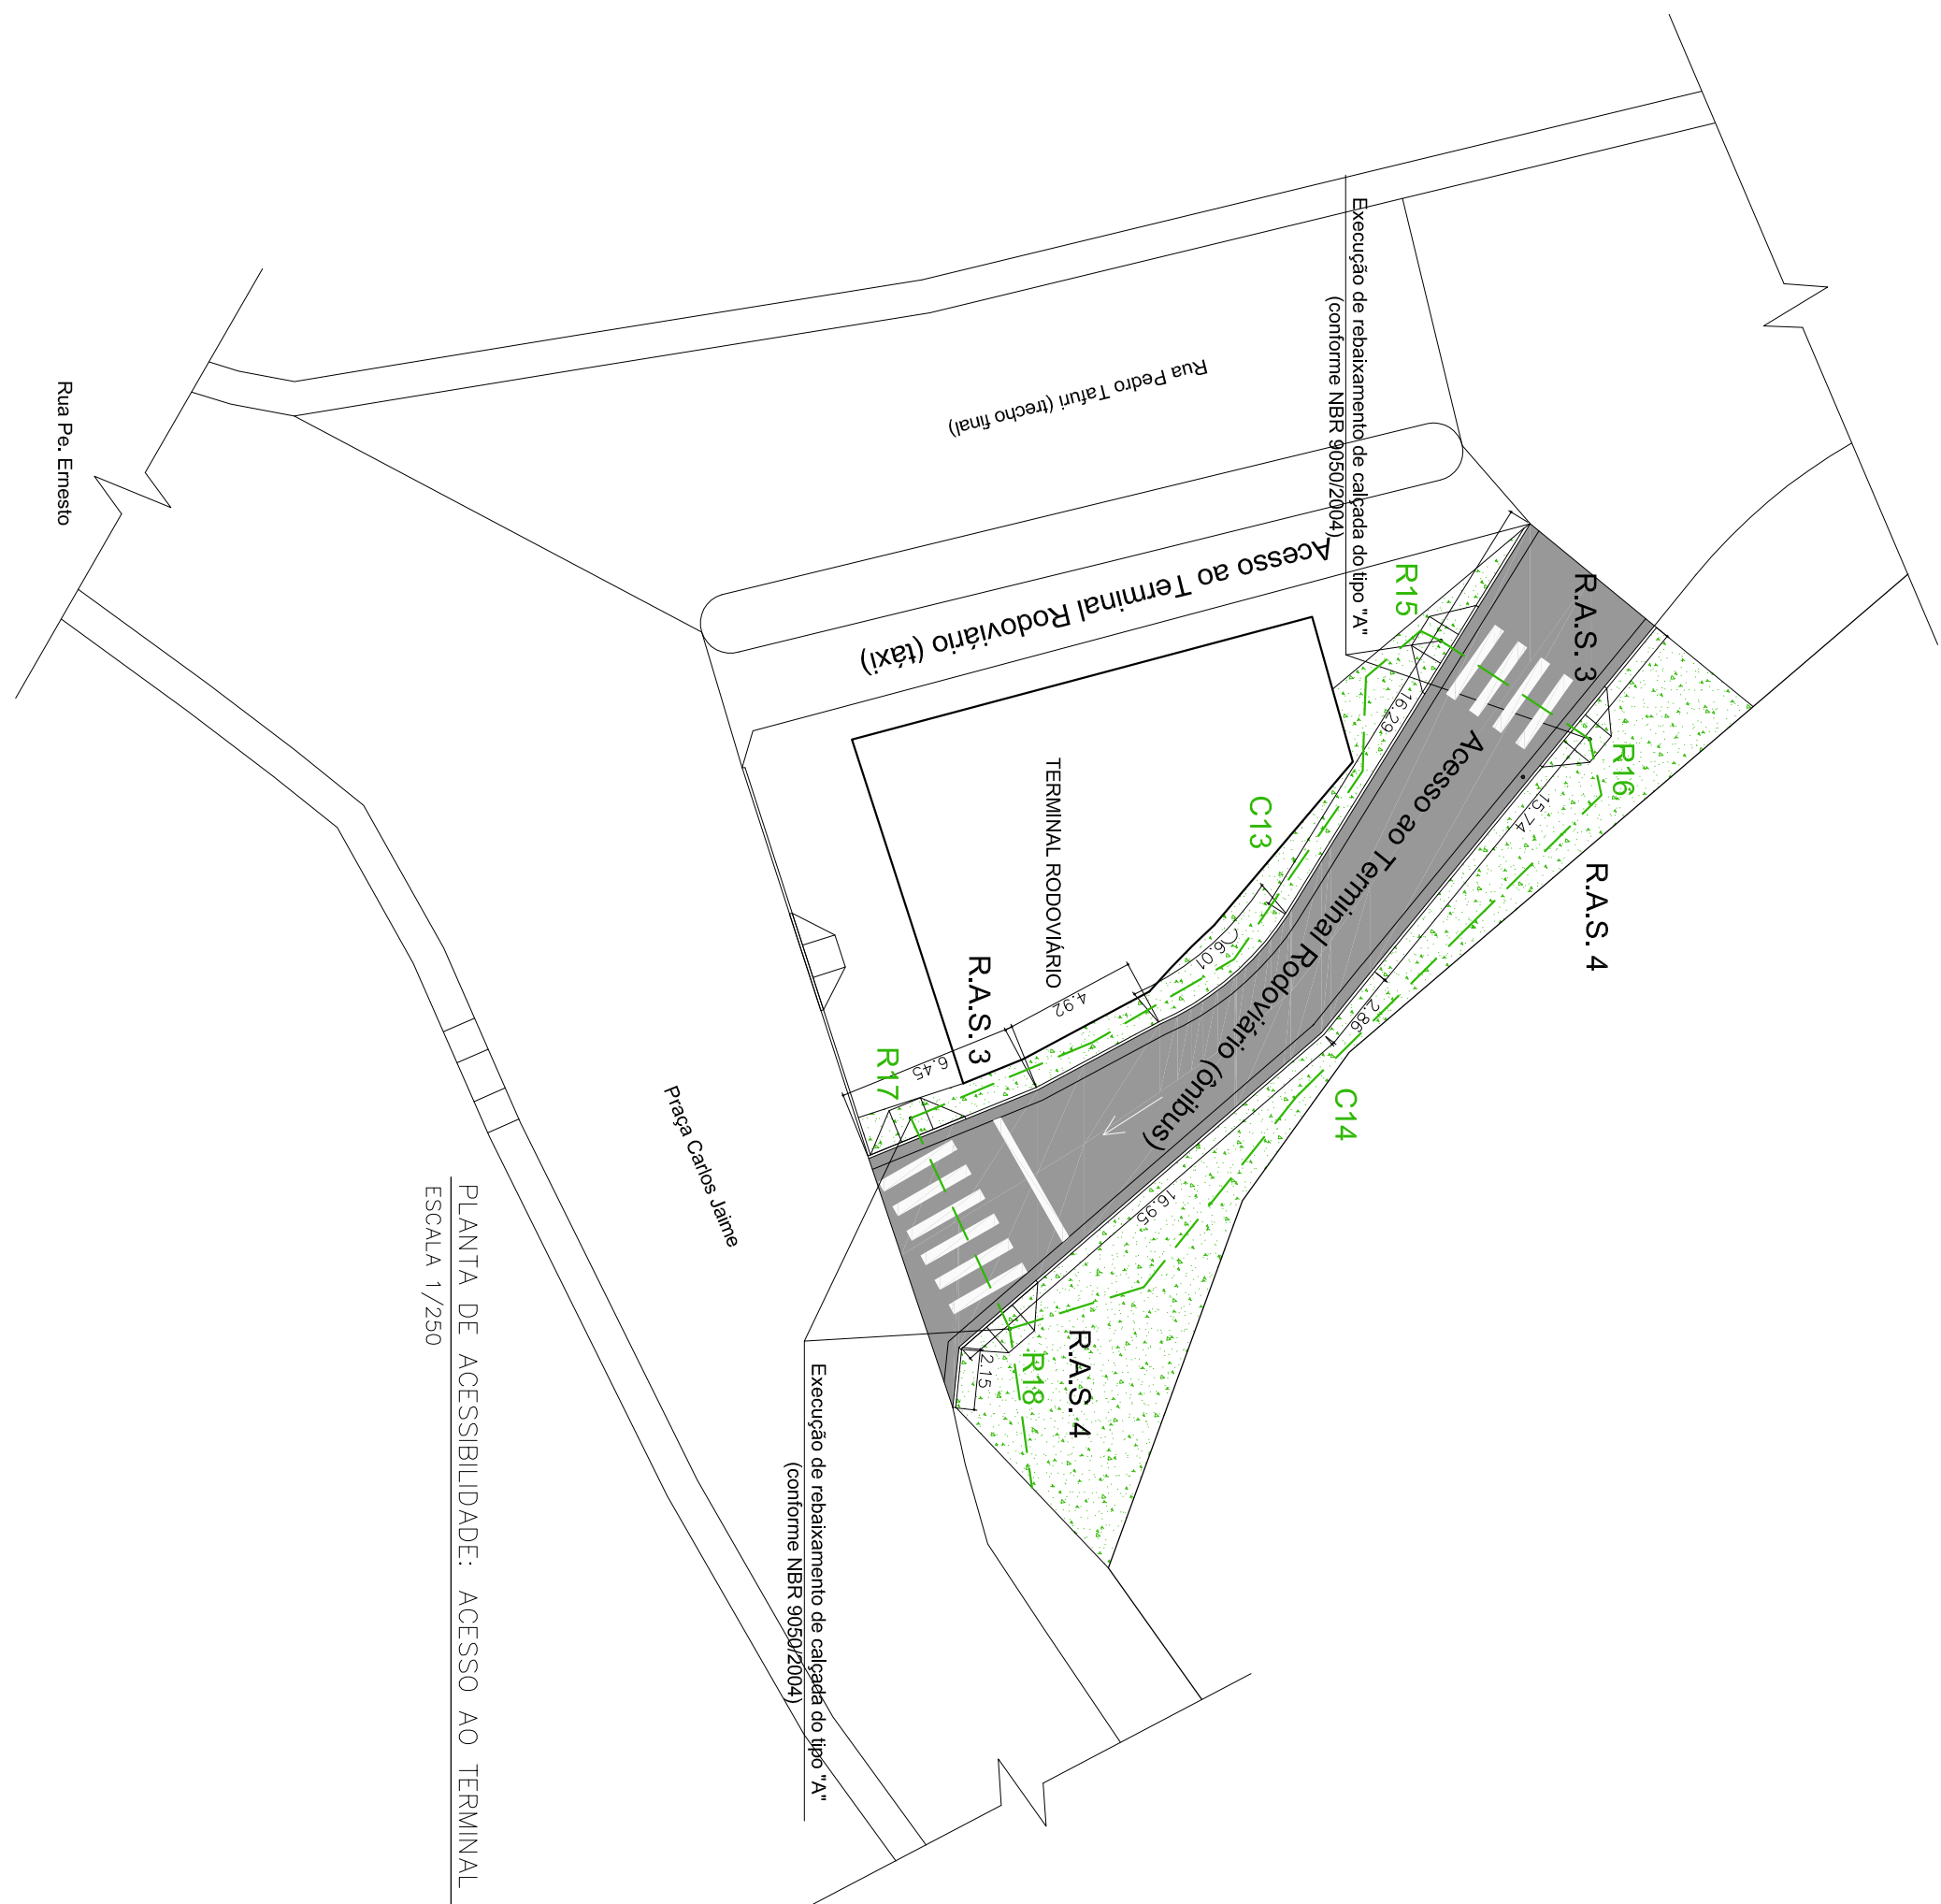 Execução de rebaixamento de calçada do tipo "A"
(conforme NBR 9050/2004)
Rua Pe. Ernesto
Rua Pedro Tafuri (trecho final)
Acesso ao Terminal Rodoviário (táxi)
R15
R.A.S. 3
16.29
R16
15.74
Acesso ao Terminal Rodoviário (ônibus)
C13
R.A.S. 4
TERMINAL RODOVIÁRIO
6.01
4.92
R.A.S. 3
2.86
6.45
R17
C14
Praça Carlos Jaime
16.95
R.A.S. 4
R18
2.15
Execução de rebaixamento de calçada do tipo "A"
(conforme NBR 9050/2004)
PLANTA DE ACESSIBILIDADE: ACESSO AO TERMINAL
ESCALA 1/250